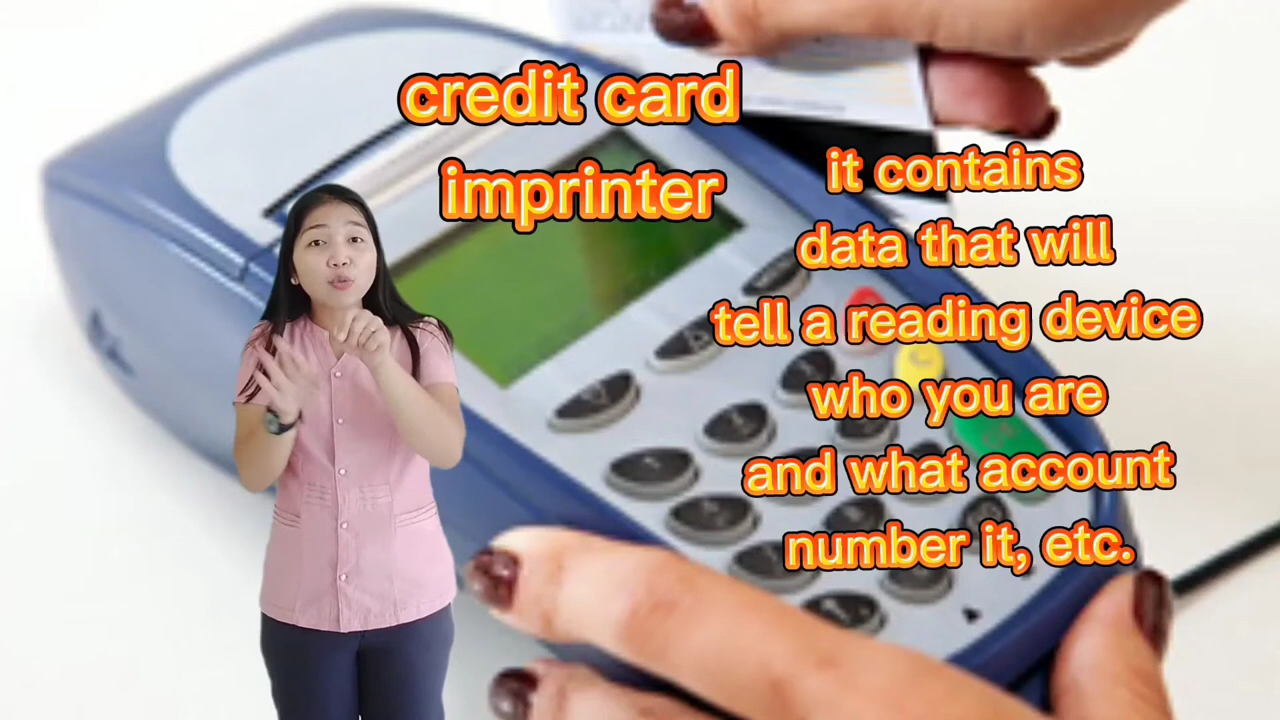 credit card
imprinter
it contains
data that will
tell a reading device
who you are
and what account
number it, etc.